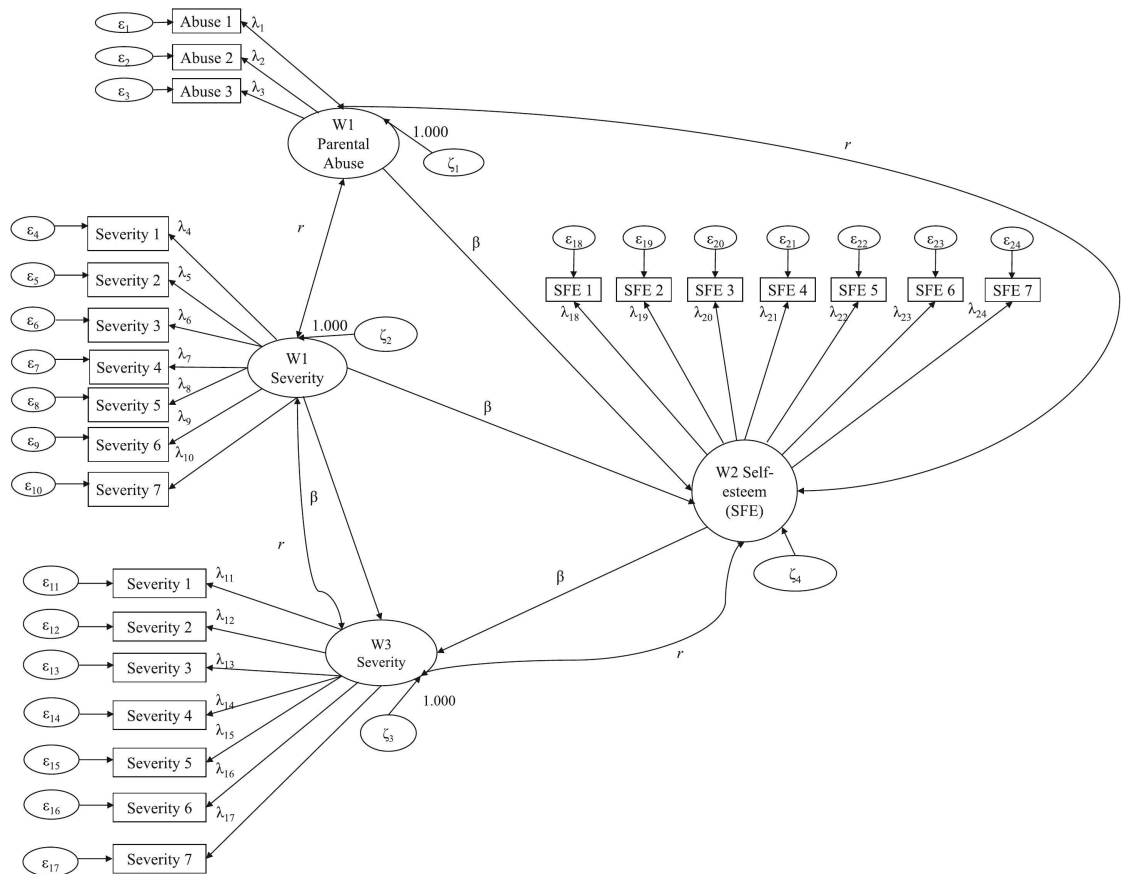 ε1
Abuse 1
λ1
ε2
Abuse 2
λ2
ε3
Abuse 3
λ3
W1
Parental
Abuse
1.000
ζ1
r
r
β
ε4
Severity 1
λ4
ε5
Severity 2
λ5
ε6
Severity 3
λ6
ε7
Severity 4
λ7
ε8
Severity 5
λ8
ε9
Severity 6
λ9
ε10
Severity 7
λ10
1.000
ζ2
W1
Severity
β
ε18
ε19
ε20
ε21
ε22
ε23
ε24
SFE 1
SFE 2
SFE 3
SFE 4
SFE 5
SFE 6
SFE 7
λ18
λ19
λ20
λ21
λ22
λ23
λ24
W2 Self-
esteem
(SFE)
ζ4
β
r
β
r
ε11
Severity 1
λ11
ε12
Severity 2
λ12
ε13
Severity 3
λ13
ε14
Severity 4
λ14
ε15
Severity 5
λ15
ε16
Severity 6
λ16
ε17
Severity 7
λ17
W3
Severity
1.000
ζ3